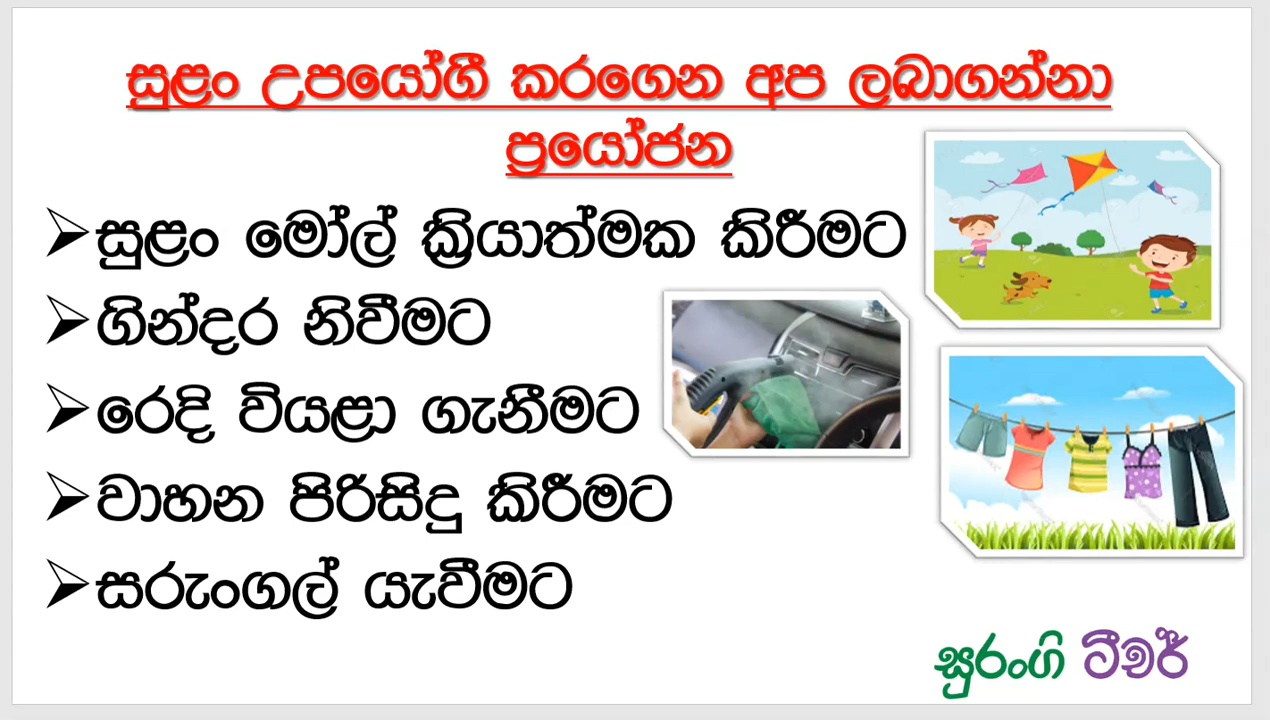 සුළං උපයෝගී කරගෙන අප ලබාගන්නා
ප්‍රයෝජන
සුළං මෝල් ක්‍රියාත්මක කිරීමට
ගින්දර නිවීමට
රෙදි වියළා ගැනීමට
වාහන පිරිසිදු කිරීමට
සරුංගල් යැවීමට
සුරංගි ටීචර්